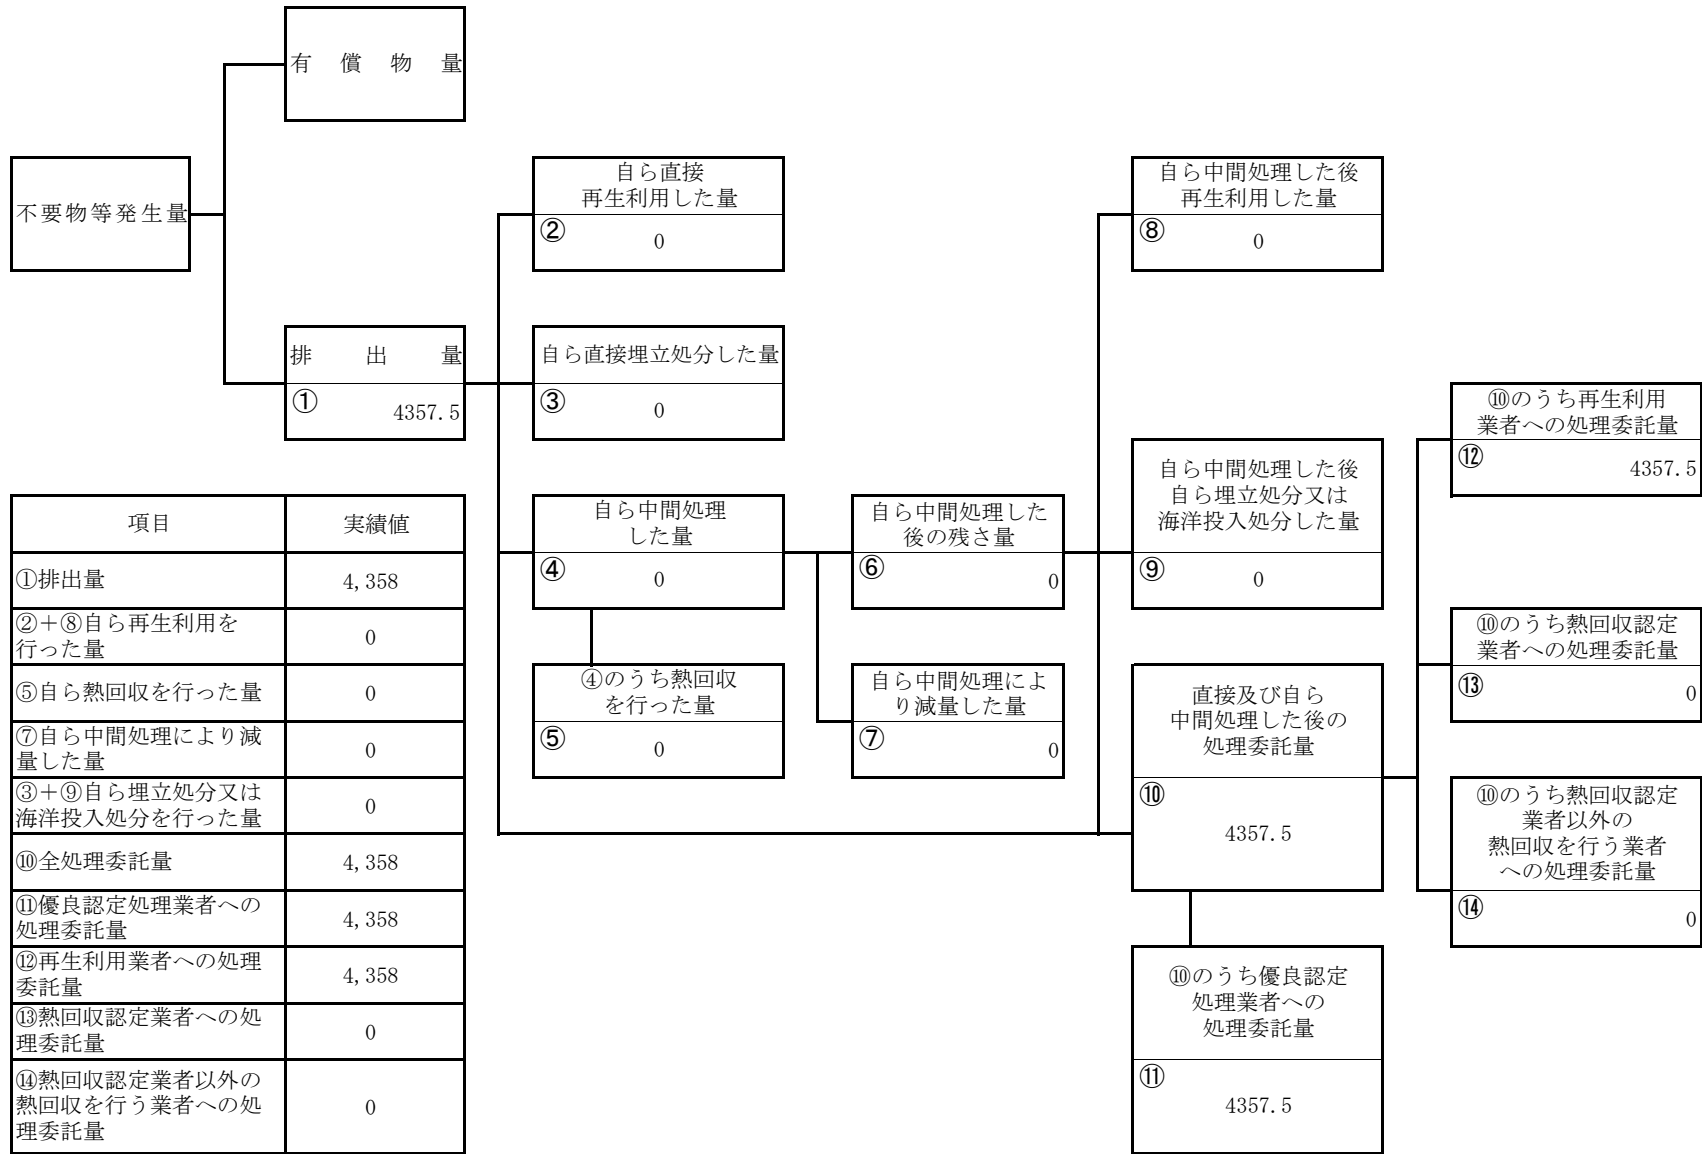 有償物量
不要物等発生量
排出量
①
4357.5
自ら直接
再生利用した量
②
0
自ら直接埋立処分した量
③
0
自ら中間処理
した量
④
0
④のうち熱回収
を行った量
⑤
0
自ら中間処理した
後の残さ量
⑥
0
自ら中間処理によ
り減量した量
⑦
0
自ら中間処理した後
再生利用した量
⑧
0
自ら中間処理した後
自ら埋立処分又は
海洋投入処分した量
⑨
0
直接及び自ら
中間処理した後の
処理委託量
⑩
4357.5
⑩のうち優良認定
処理業者への
処理委託量
⑪
4357.5
⑩のうち再生利用
業者への処理委託量
⑫
4357.5
⑩のうち熱回収認定
業者への処理委託量
⑬
0
⑩のうち熱回収認定
業者以外の
熱回収を行う業者
への処理委託量
⑭
0
項目 実績値
①排出量 4,358
②＋⑧自ら再生利用を
行った量 0
⑤自ら熱回収を行った量 0
⑦自ら中間処理により減
量した量 0
③＋⑨自ら埋立処分又は
海洋投入処分を行った量 0
⑩全処理委託量 4,358
⑪優良認定処理業者への
処理委託量 4,358
⑫再生利用業者への処理
委託量 4,358
⑬熱回収認定業者への処
理委託量 0
⑭熱回収認定業者以外の
熱回収を行う業者への処
理委託量 0